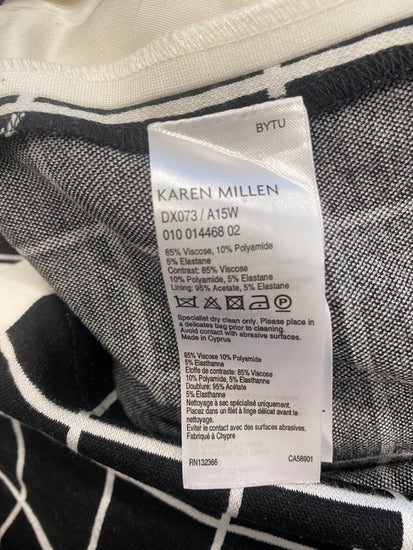 BYTU
KAREN MILLEN
DX073 / A15W
010 014468 02
85% Viscose, 10% Polyamide
5% Elastane
Contrast: 85% Viscose
10% Polyamide, 5% Elastane
Lining: 95% Acetate, 5% Elastane
Specialist dry clean only. Please place in
a delicates bag prior to cleaning.
Avoid contact with abrasive surfaces.
Made in Cyprus
85% Viscose 10% Polyamide
5% Elasthanne
Etoffe de contraste: 85% Viscose
10% Polyamide, 5% Elasthanne
Doublure: 95% Acétate
5% Elasthanne
Nettoyage à sec spécialisé uniquement.
Placez dans un filet à linge délicat avant le
nettoyage.
Eviter le contact avec des surfaces abrasives.
Fabriqué à Chypre
RN132366 CA56901